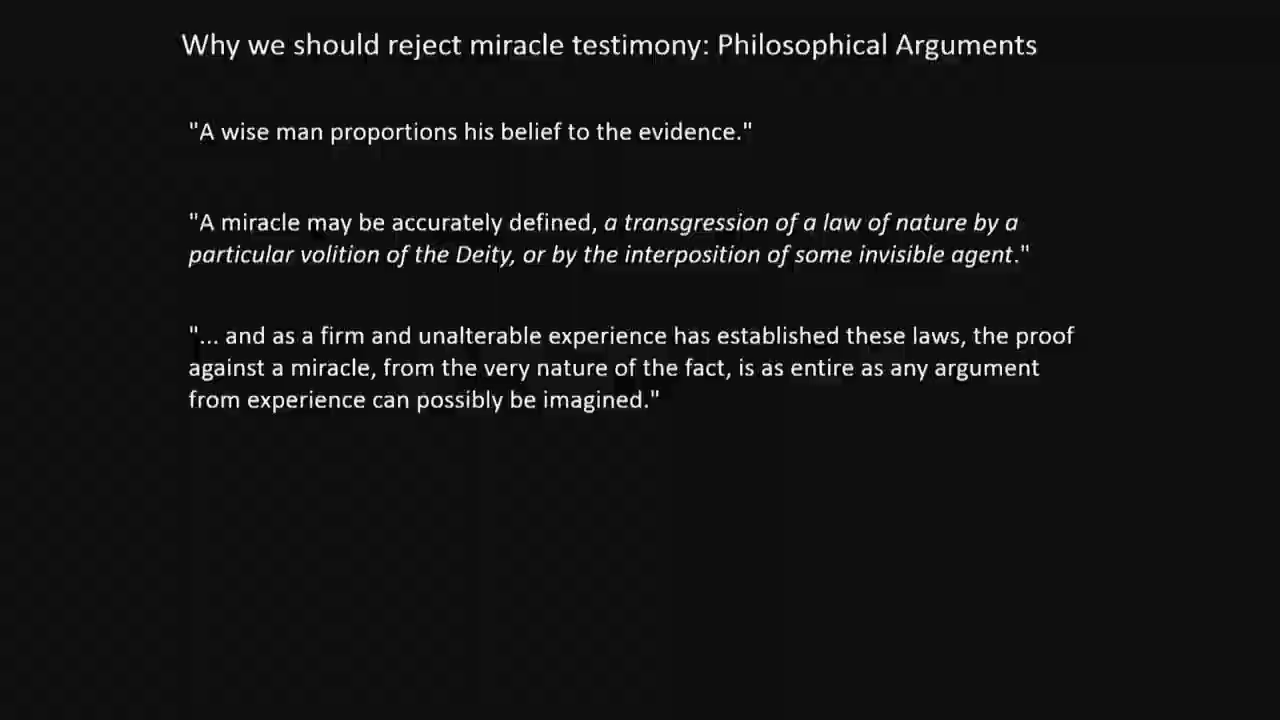 Why we should reject miracle testimony: Philosophical Arguments
"A wise man proportions his belief to the evidence."
"A miracle may be accurately defined, a transgression of a law of nature by a
particular volition of the Deity, or by the interposition of some invisible agent."
"... and as a firm and unalterable experience has established these laws, the proof
against a miracle, from the very nature of the fact, is as entire as any argument
from experience can possibly be imagined."